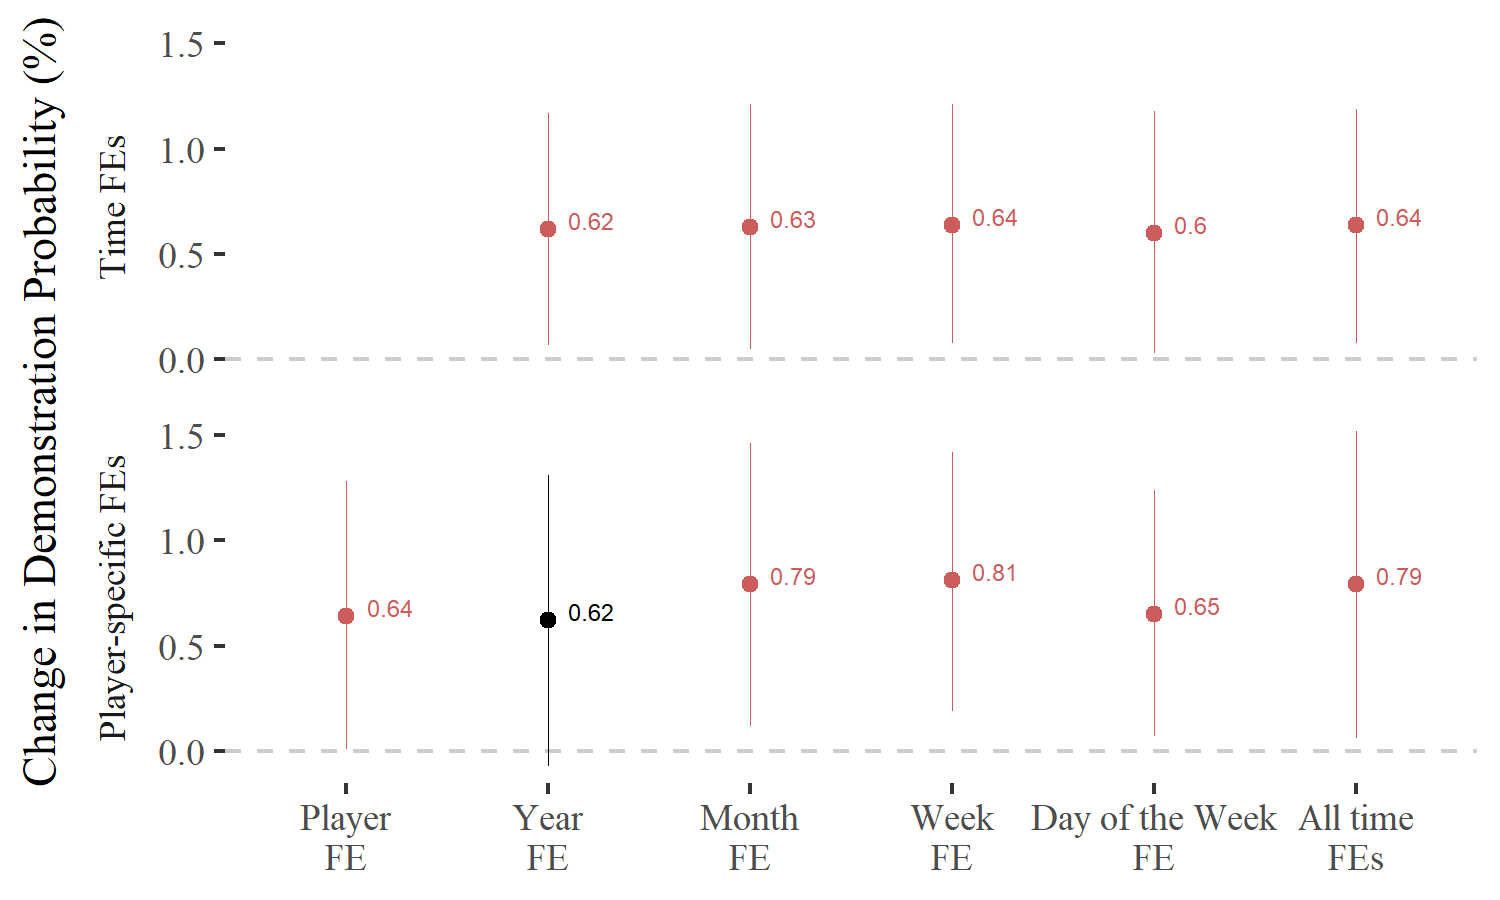 Change in Demonstration Probability (%)
Time FEs
1.5
1.0
0.5
0.0
0.62
0.63
0.64
0.6
0.64
Player-specific FEs
1.5
1.0
0.5
0.0
0.64
0.62
0.79
0.81
0.65
0.79
Player
FE
Year
FE
Month
FE
Week
FE
Day of the Week
FE
All time
FEs